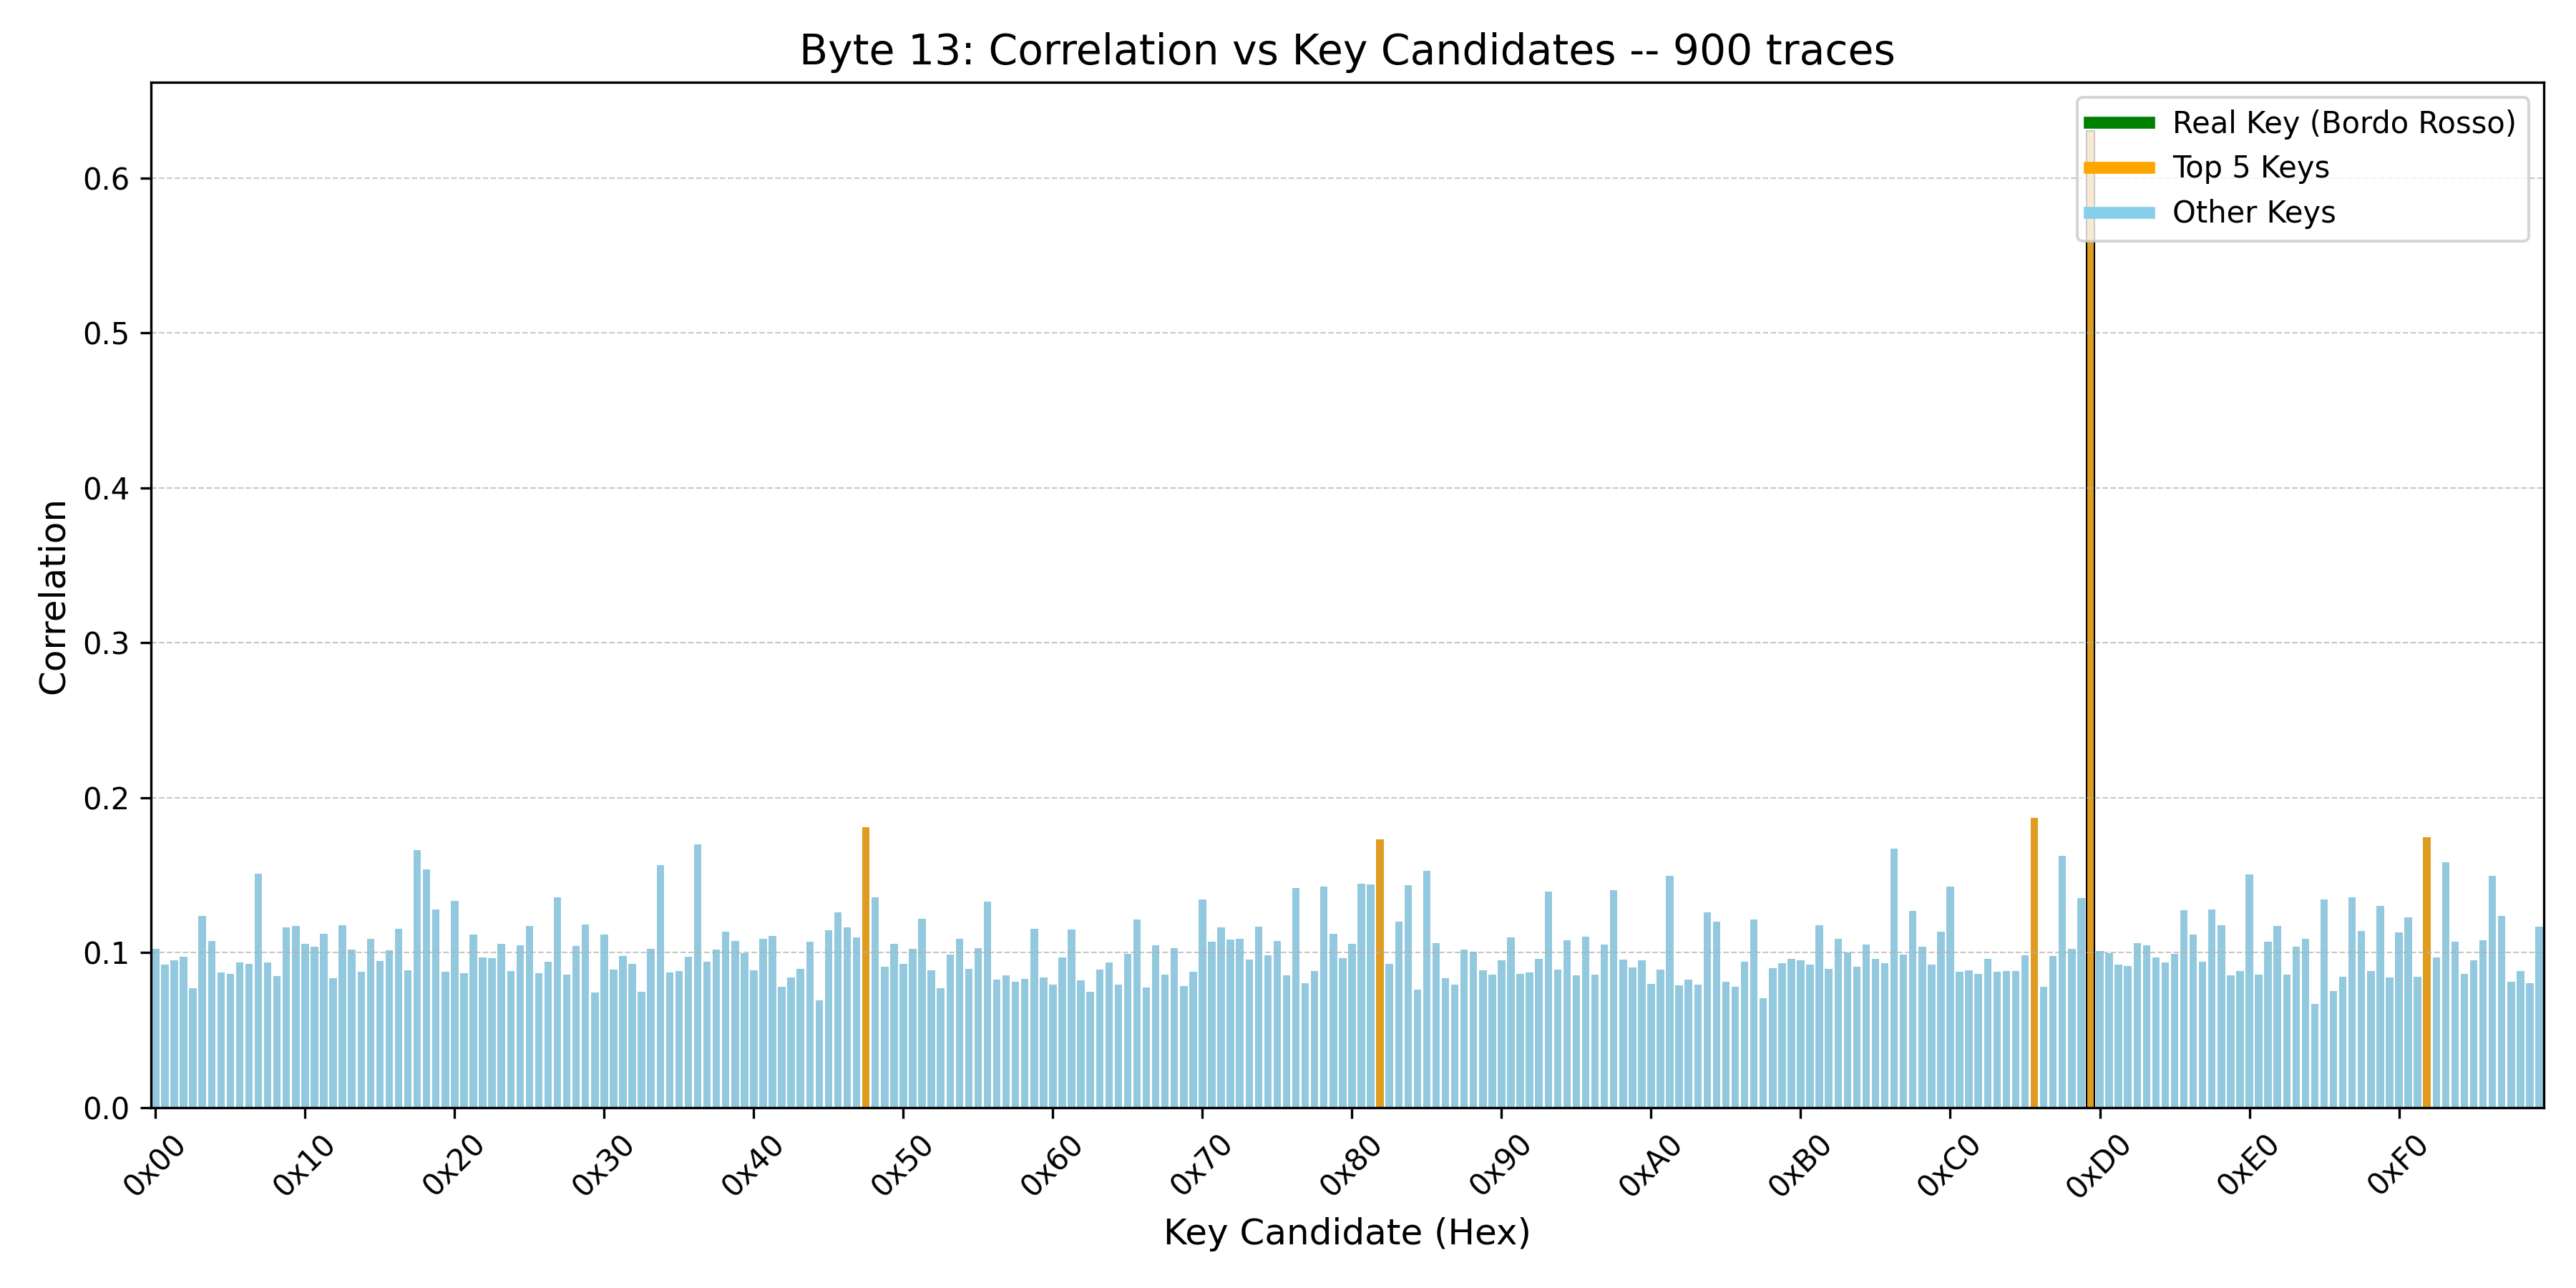 Byte 13: Correlation vs Key Candidates -- 900 traces
Real Key (Bordo Rosso)
Top 5 Keys
Other Keys
Correlation
0.6
0.5
0.4
0.3
0.2
0.1
0.0
0x00 0x10 0x20 0x30 0x40 0x50 0x60 0x70 0x80 0x90 0xA0 0xB0 0xC0 0xD0 0xE0 0xF0
Key Candidate (Hex)